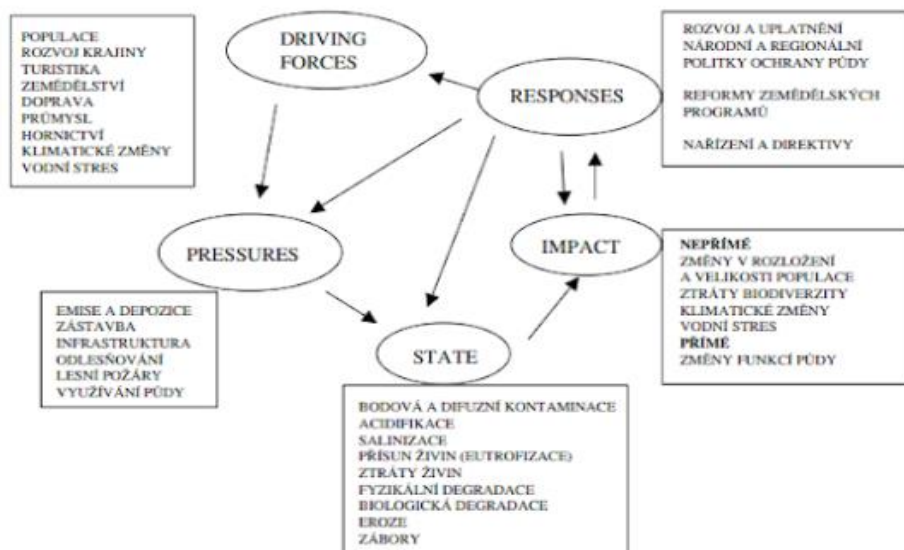 POPULACE
ROZVOJ KRAJINY
TURISTIKA
ZEMĚDĚLSTVÍ
DOPRAVA
PRŮMYSL
HORNICTVÍ
KLIMATICKÉ ZMĚNY
VODNÍ STRES
DRIVING
FORCES
RESPONSES
ROZVOJ A UPLATNĚNÍ
NÁRODNÍ A REGIONÁLNÍ
POLITKY OCHRANY PŮDY
REFORMY ZEMĚDĚLSKÝCH
PROGRAMŮ
NAŘÍZENÍ A DIREKTIVY
PRESSURES
EMISE A DEPOZICE
ZÁSTAVBA
INFRASTRUKTURA
ODLESŇOVÁNÍ
LESNÍ POŽÁRY
VYUŽÍVÁNÍ PŮDY
IMPACT
NEPŘÍMÉ
ZMĚNY V ROZLOŽENÍ
A VELIKOSTI POPULACE
ZTRÁTY BIODIVERZITY
KLIMATICKÉ ZMĚNY
VODNÍ STRES
PŘÍMÉ
ZMĚNY FUNKCÍ PŮDY
STATE
BODOVÁ A DIFUZNÍ KONTAMINACE
ACIDIFIKACE
SALINIZACE
PŘÍSUN ŽIVIN (EUTROFIZACE)
ZTRÁTY ŽIVIN
FYZIKÁLNÍ DEGRADACE
BIOLOGICKÁ DEGRADACE
EROZE
ZÁBORY